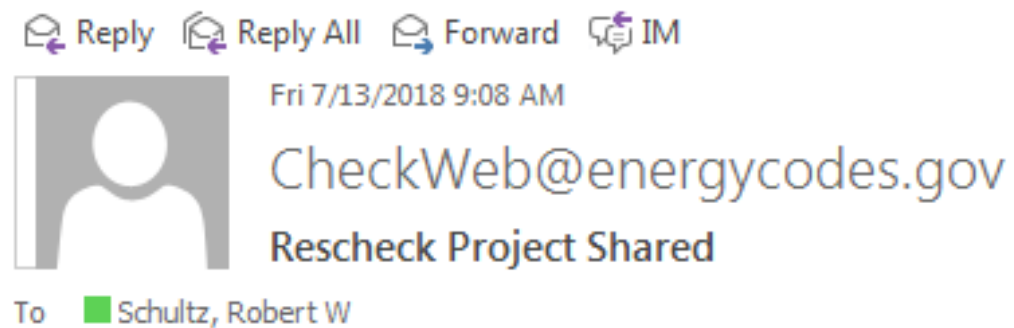 Reply Reply All Forward IM
Fri 7/13/2018 9:08 AM
CheckWeb@energycodes.gov
Rescheck Project Shared
To Schultz, Robert W